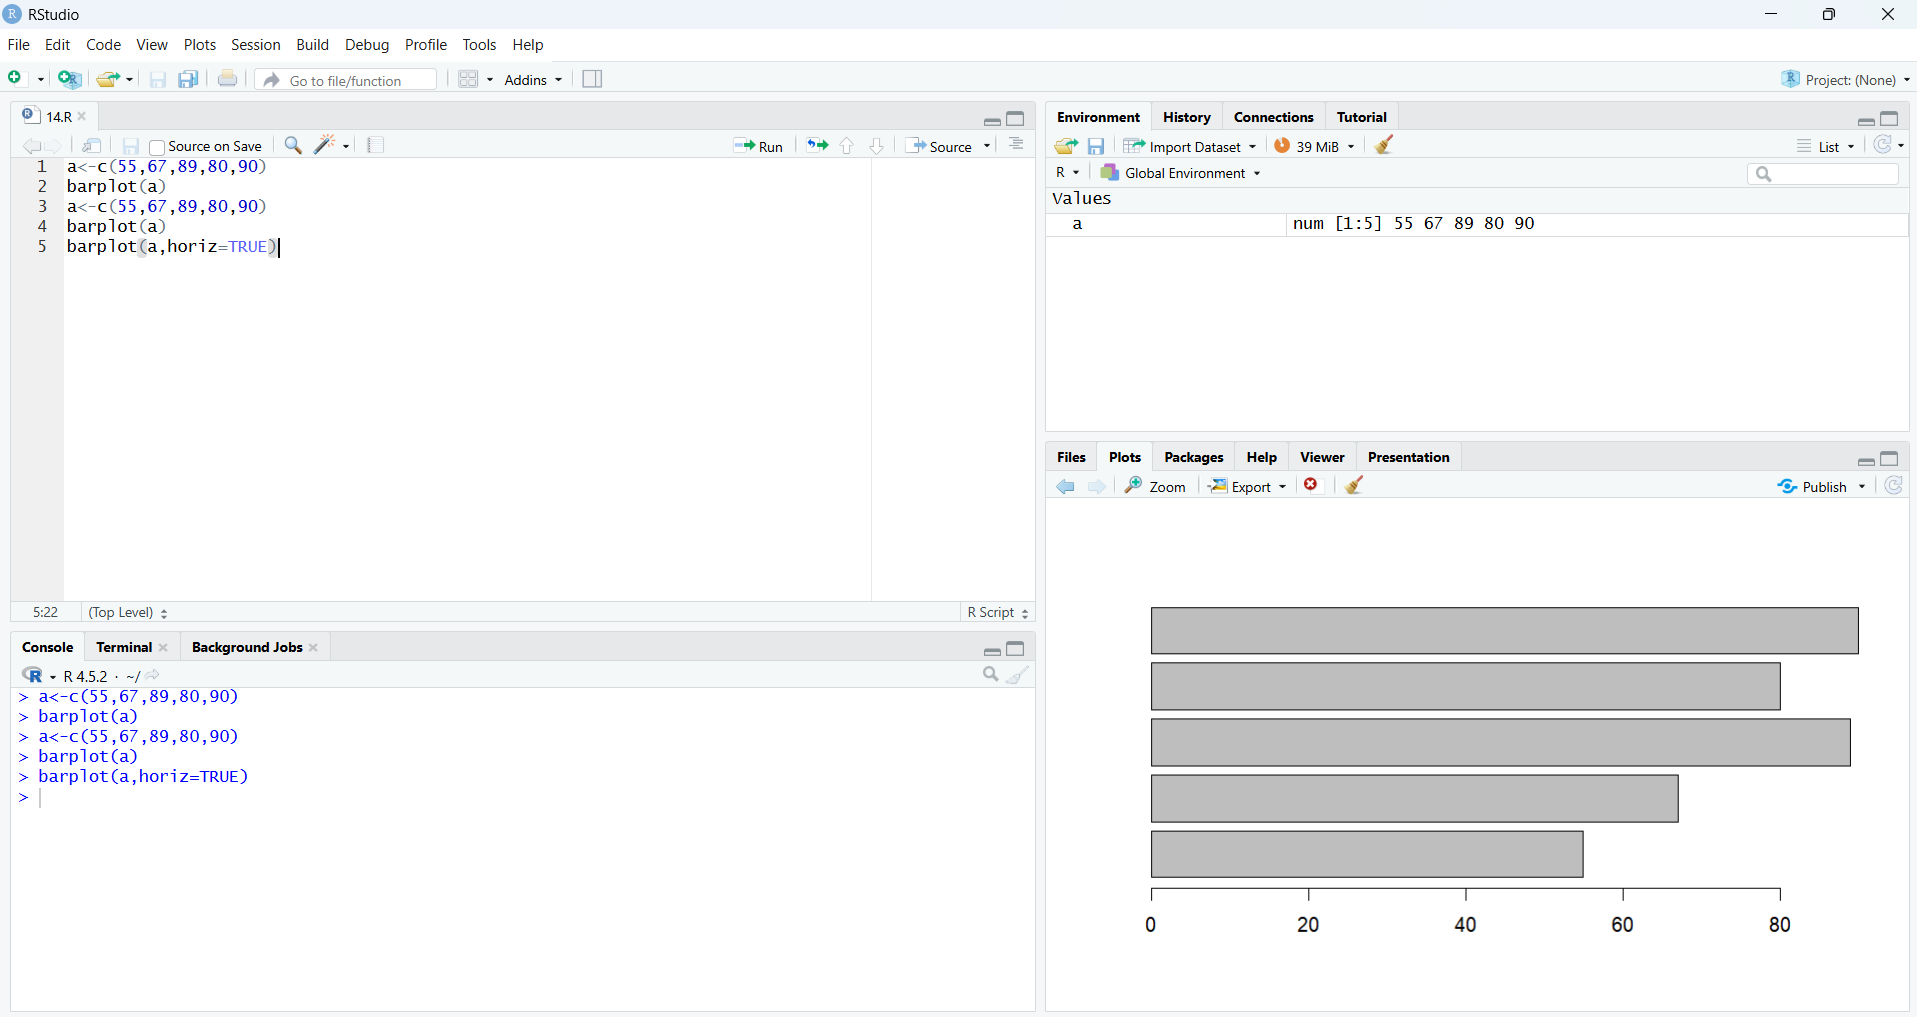 RStudio
File Edit Code View Plots Session Build Debug Profile Tools Help
Go to file/function Addins Project: (None)
14.R
Source on Save Run Source
1 a<-c(55,67,89,80,90)
2 barplot(a)
3 a<-c(55,67,89,80,90)
4 barplot(a)
5 barplot(a,horiz=TRUE)
5:22 (Top Level) R Script
Console Terminal Background Jobs
R 4.5.2 · ~/
> a<-c(55,67,89,80,90)
> barplot(a)
> a<-c(55,67,89,80,90)
> barplot(a)
> barplot(a,horiz=TRUE)
>
Environment History Connections Tutorial
Import Dataset 39 MiB List
R Global Environment
Values
a num [1:5] 55 67 89 80 90
Files Plots Packages Help Viewer Presentation
Zoom Export Publish
0 20 40 60 80